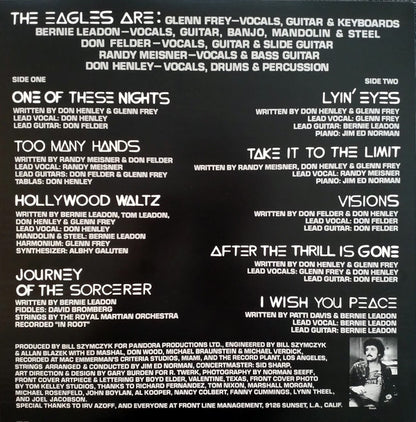 THE EAGLES ARE: GLENN FREY–VOCALS, GUITAR & KEYBOARDS
BERNIE LEADON–VOCALS, GUITAR, BANJO, MANDOLIN & STEEL
DON FELDER–VOCALS, GUITAR & SLIDE GUITAR
RANDY MEISNER–VOCALS & BASS GUITAR
DON HENLEY–VOCALS, DRUMS & PERCUSSION
SIDE ONE
ONE OF THESE NIGHTS
WRITTEN BY DON HENLEY & GLENN FREY
LEAD VOCAL: DON HENLEY
LEAD GUITAR: DON FELDER
TOO MANY HANDS
WRITTEN BY RANDY MEISNER & DON FELDER
LEAD VOCAL: RANDY MEISNER
LEAD GUITARS: DON FELDER & GLENN FREY
TABLAS: DON HENLEY
HOLLYWOOD WALTZ
WRITTEN BY BERNIE LEADON, TOM LEADON,
DON HENLEY & GLENN FREY
LEAD VOCAL: DON HENLEY
MANDOLIN & STEEL: BERNIE LEADON
HARMONIUM: GLENN FREY
SYNTHESIZER: ALBHY GALUTEN
JOURNEY
OF THE SORCERER
WRITTEN BY BERNIE LEADON
FIDDLES: DAVID BROMBERG
STRINGS BY THE ROYAL MARTIAN ORCHESTRA
RECORDED "IN ROOT"
SIDE TWO
LYIN' EYES
WRITTEN BY DON HENLEY & GLENN FREY
LEAD VOCAL: GLENN FREY
LEAD GUITAR: BERNIE LEADON
PIANO: JIM ED NORMAN
TAKE IT TO THE LIMIT
WRITTEN BY RANDY MEISNER, DON HENLEY & GLENN FREY
LEAD VOCAL: RANDY MEISNER
PIANO: JIM ED NORMAN
VISIONS
WRITTEN BY DON FELDER & DON HENLEY
LEAD VOCAL: DON FELDER
LEAD GUITAR: DON FELDER
AFTER THE THRILL IS GONE
WRITTEN BY DON HENLEY & GLENN FREY
LEAD VOCALS: GLENN FREY & DON HENLEY
LEAD GUITAR: DON FELDER
I WISH YOU PEACE
WRITTEN BY PATTI DAVIS & BERNIE LEADON
LEAD VOCAL: BERNIE LEADON
LEAD GUITAR: BERNIE LEADON
PRODUCED BY BILL SZYMCZYK FOR PANDORA PRODUCTIONS LTD., ENGINEERED BY BILL SZYMCZYK
& ALLAN BLAZEK WITH ED MASHAL, DON WOOD, MICHAEL BRAUNSTEIN & MICHAEL VERDICK,
RECORDED AT MAC EMMERMAN'S CRITERIA STUDIOS, MIAMI, AND THE RECORD PLANT, LOS ANGELES,
STRINGS ARRANGED & CONDUCTED BY JIM ED NORMAN, CONCERTMASTER: SID SHARP,
ART DIRECTION & DESIGN BY GARY BURDEN FOR R. TWERK, PHOTOGRAPHY BY NORMAN SEEFF,
FRONT COVER ARTPIECE & LETTERING BY BOYD ELDER, VALENTINE, TEXAS, FRONT COVER PHOTO
BY TOM KELLEY STUDIOS, THANKS TO RICHARD FERNANDEZ, TOM NIXON, MARSHALL MORGAN,
MICHAEL ROSENFELD, JOHN BOYLAN, AL KOOPER, NANCY COLBERT, FANNY CUMMINGS, LYNN THEEL,
AND JOEL JACOBSON.
SPECIAL THANKS TO IRV AZOFF, AND EVERYONE AT FRONT LINE MANAGEMENT, 9126 SUNSET, L.A., CALIF.